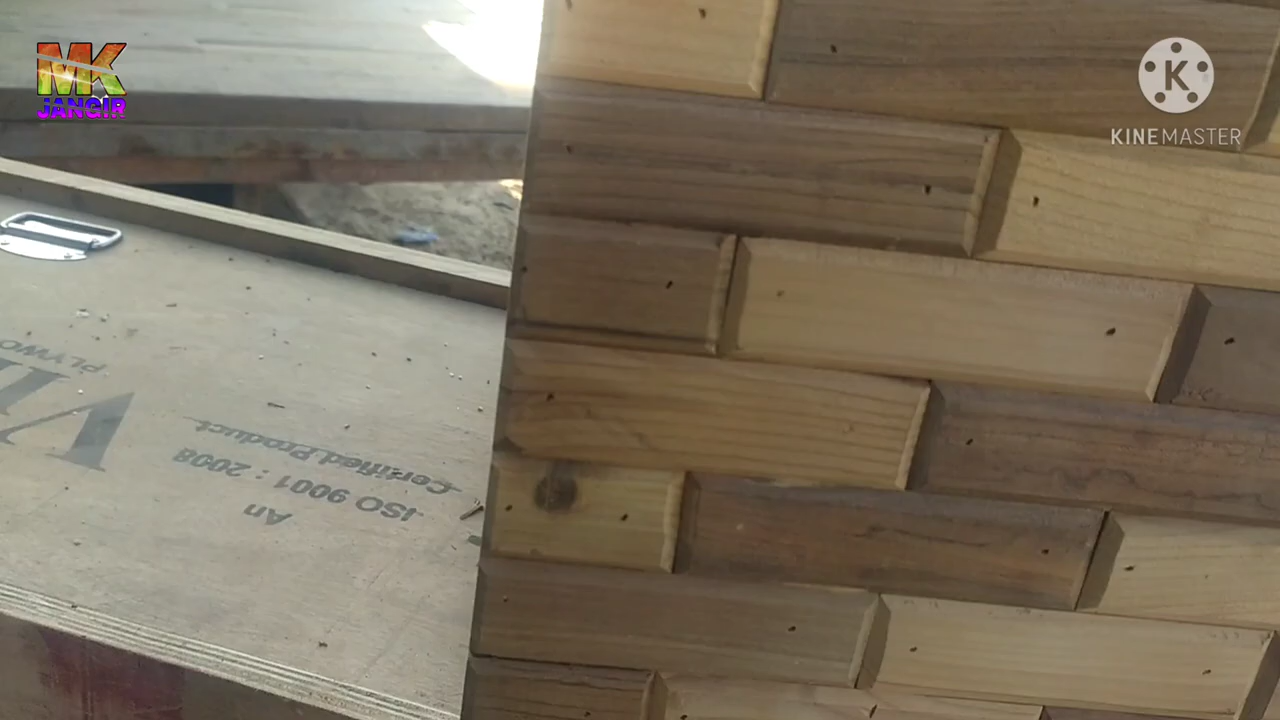 MK
JANGIR
K
KINEMASTER
An
ISO 9001 : 2008
Certified Product